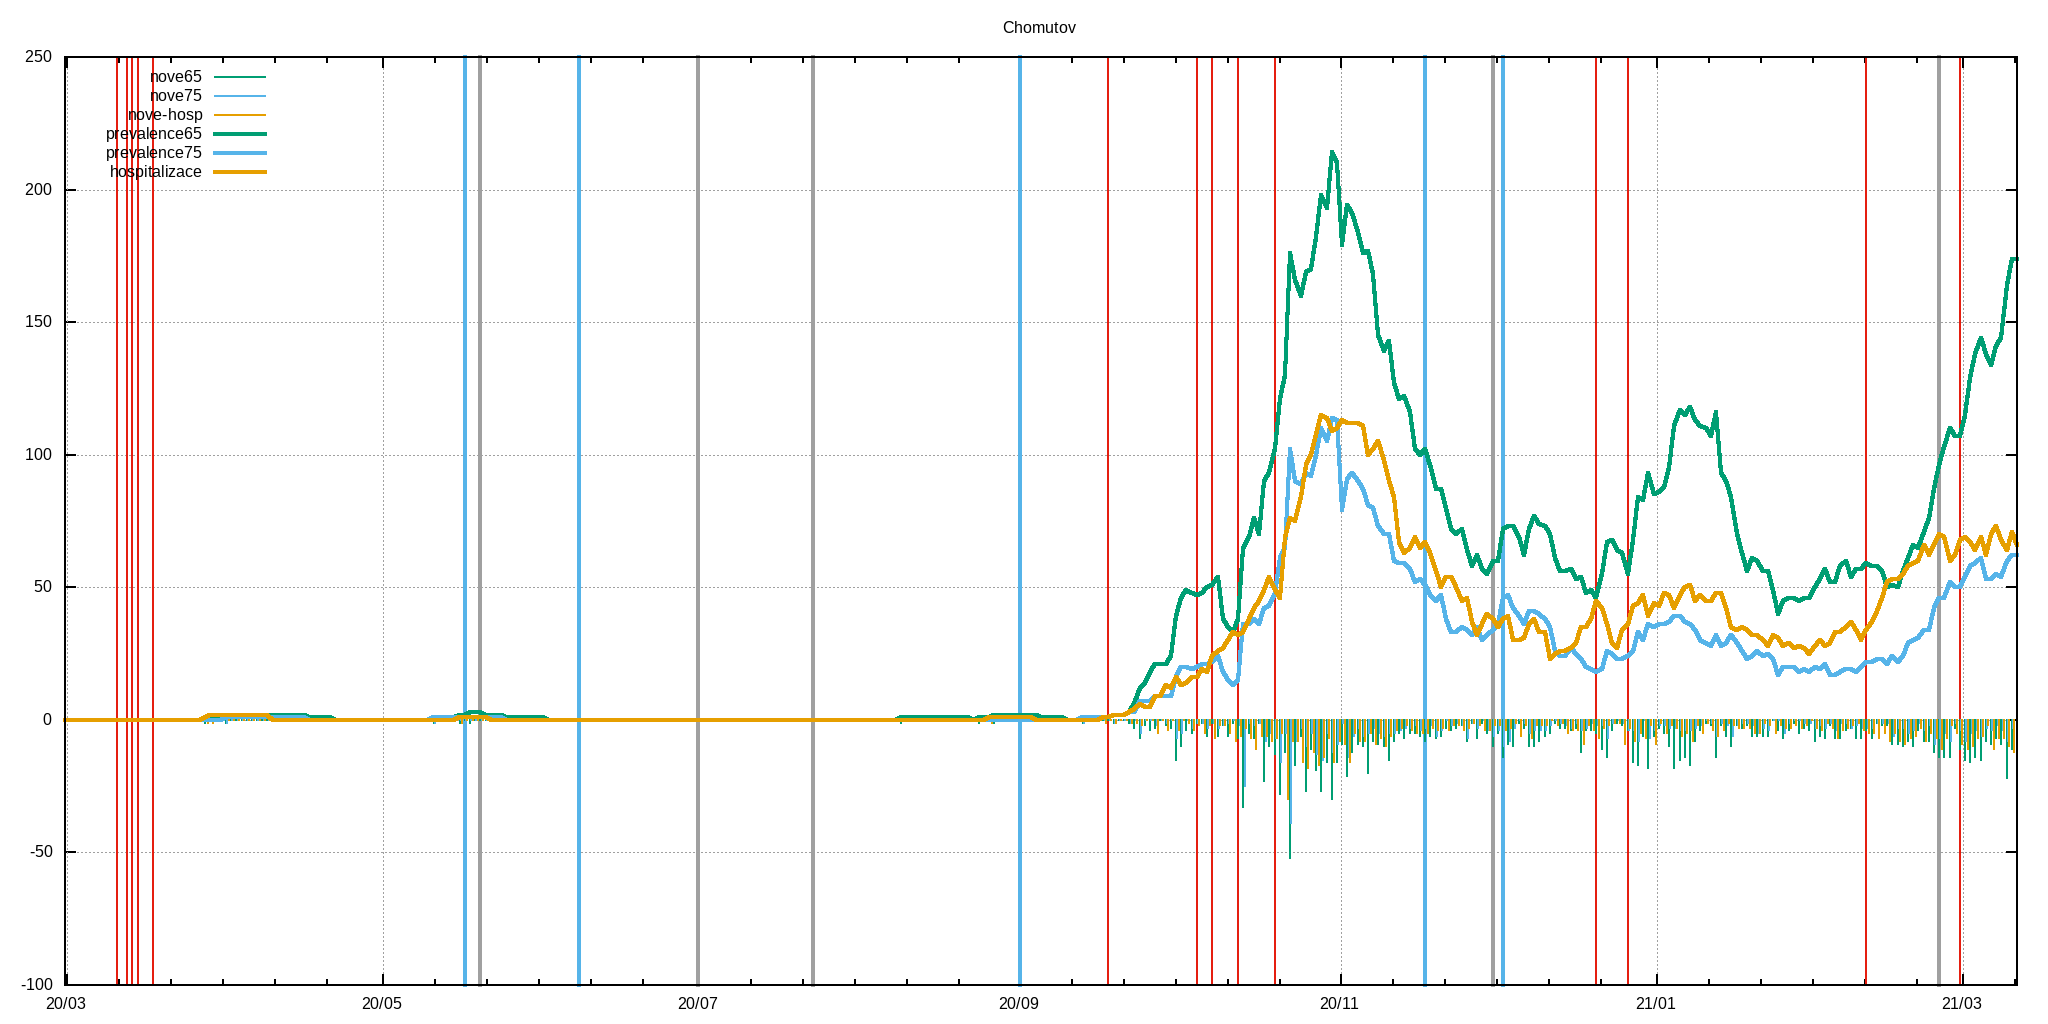 Chomutov
250
200
150
100
50
0
-50
-100
nove65
nove75
nove-hosp
prevalence65
prevalence75
hospitalizace
20/03 20/05 20/07 20/09 20/11 21/01 21/03